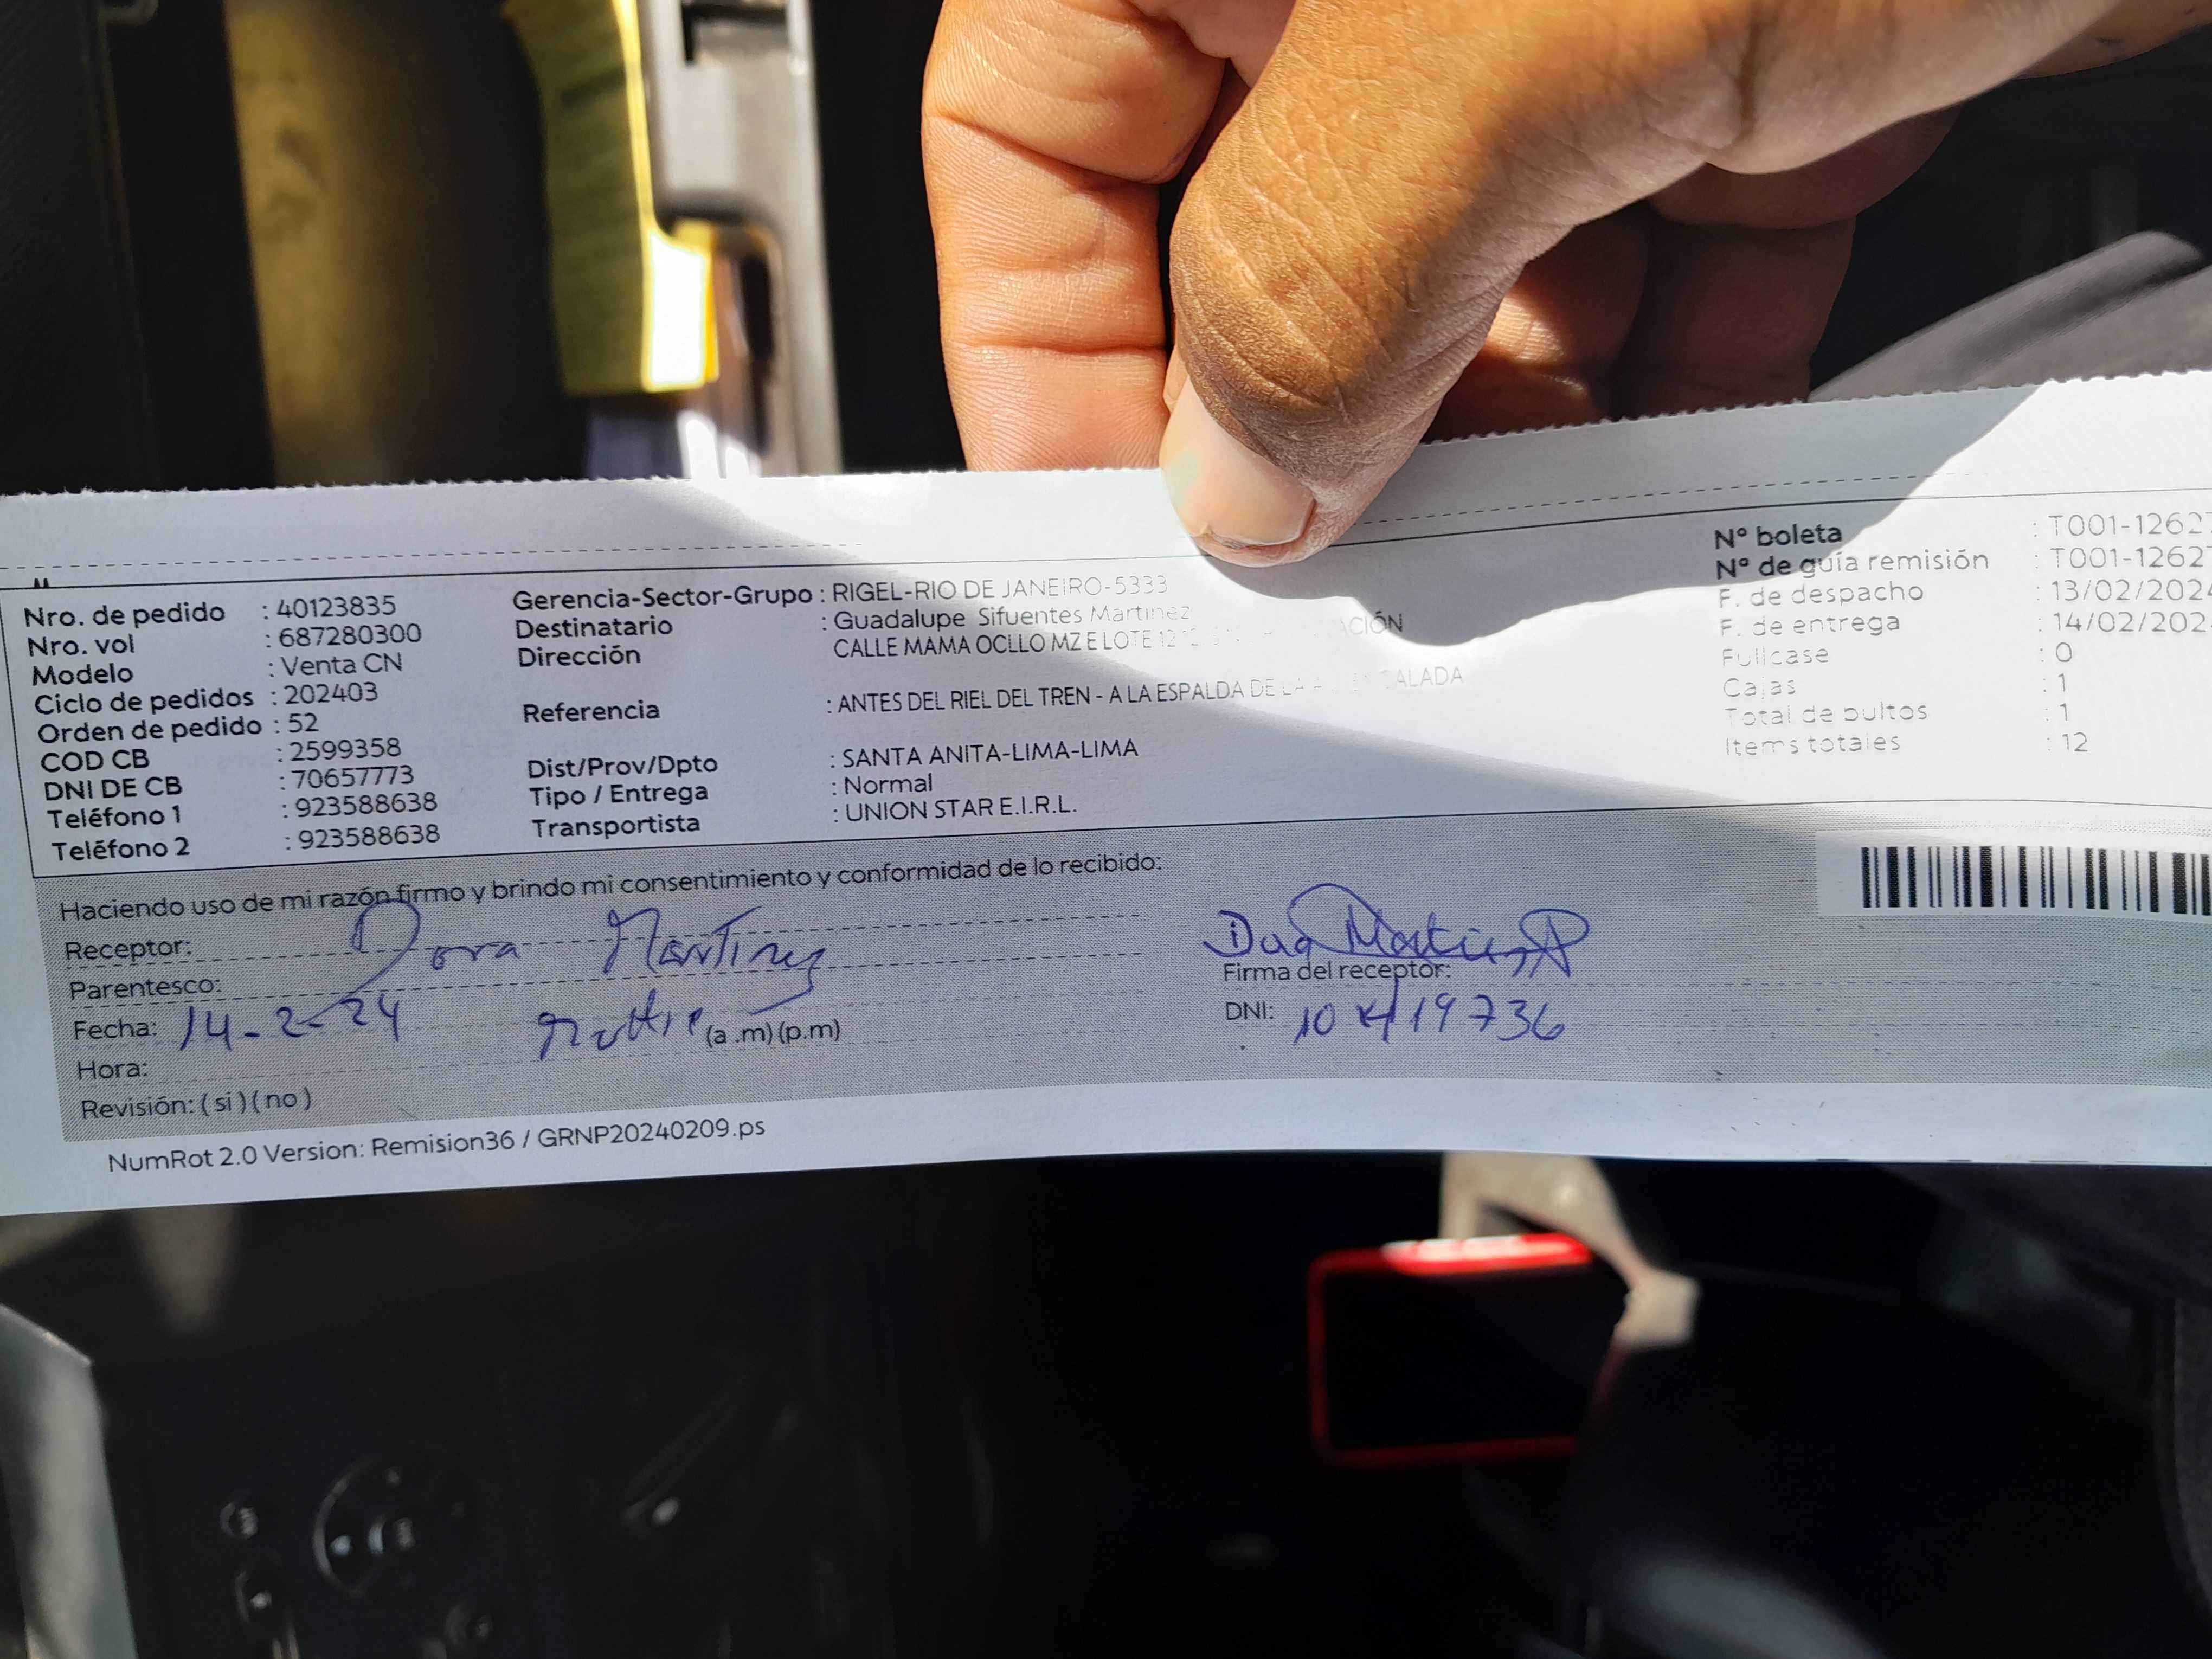 Nro. de pedido : 40123835
Nro. vol : 687280300
Modelo : Venta CN
Ciclo de pedidos : 202403
Orden de pedido : 52
COD CB : 2599358
DNI DE CB : 70657773
Teléfono 1 : 923588638
Teléfono 2 : 923588638
Gerencia-Sector-Grupo : RIGEL-RIO DE JANEIRO-5333
Destinatario : Guadalupe Sifuentes Martinez
Dirección CALLE MAMA OCLLO MZ E LOTE
Referencia : ANTES DEL RIEL DEL TREN - A LA ESPALDA DE
Dist/Prov/Dpto : SANTA ANITA-LIMA-LIMA
Tipo / Entrega : Normal
Transportista : UNION STAR E.I.R.L.
Nº boleta : T001-1262
Nº de guía remisión : T001-1262
F. de despacho : 13/02/2024
F. de entrega : 14/02/202
Fullcase : 0
Cajas : 1
Total de bultos : 1
Items totales : 12
Haciendo uso de mi razón firmo y brindo mi consentimiento y conformidad de lo recibido:
Receptor: Dora Martinez
Parentesco:
Fecha: 14-2-24 (a .m) (p.m)
Hora:
Revisión: ( si ) ( no )
Firma del receptor:
DNI:
NumRot 2.0 Version: Remision36 / GRNP20240209.ps